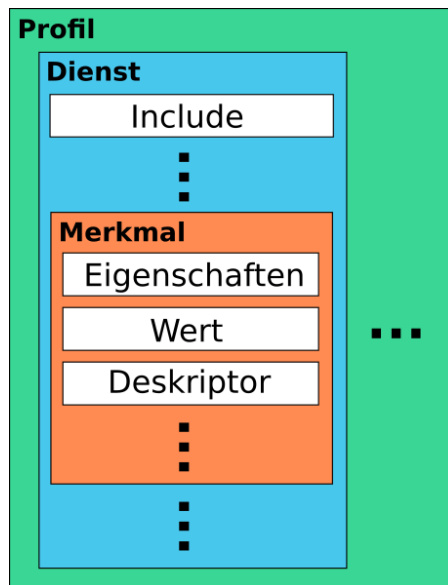 Profil
Dienst
Include
Merkmal
Eigenschaften
Wert
Deskriptor